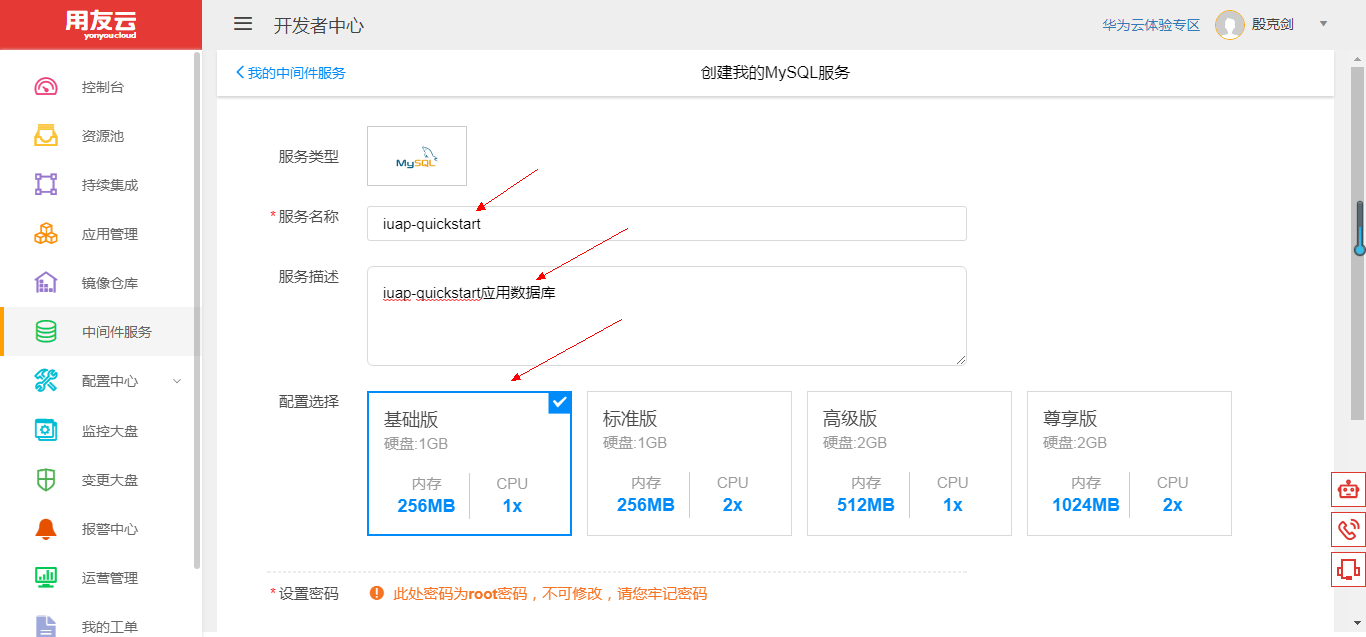 用友云
yonyoucloud
开发者中心
华为云体验专区
殷克剑
控制台
资源池
持续集成
应用管理
镜像仓库
中间件服务
配置中心
监控大盘
变更大盘
报警中心
运营管理
我的工单
我的中间件服务
创建我的MySQL服务
服务类型
MySQL
*服务名称
iuap-quickstart
服务描述
iuap-quickstart应用数据库
配置选择
基础版
硬盘:1GB
内存 CPU
256MB 1x
标准版
硬盘:1GB
内存 CPU
256MB 2x
高级版
硬盘:2GB
内存 CPU
512MB 1x
尊享版
硬盘:2GB
内存 CPU
1024MB 2x
*设置密码
此处密码为root密码，不可修改，请您牢记密码